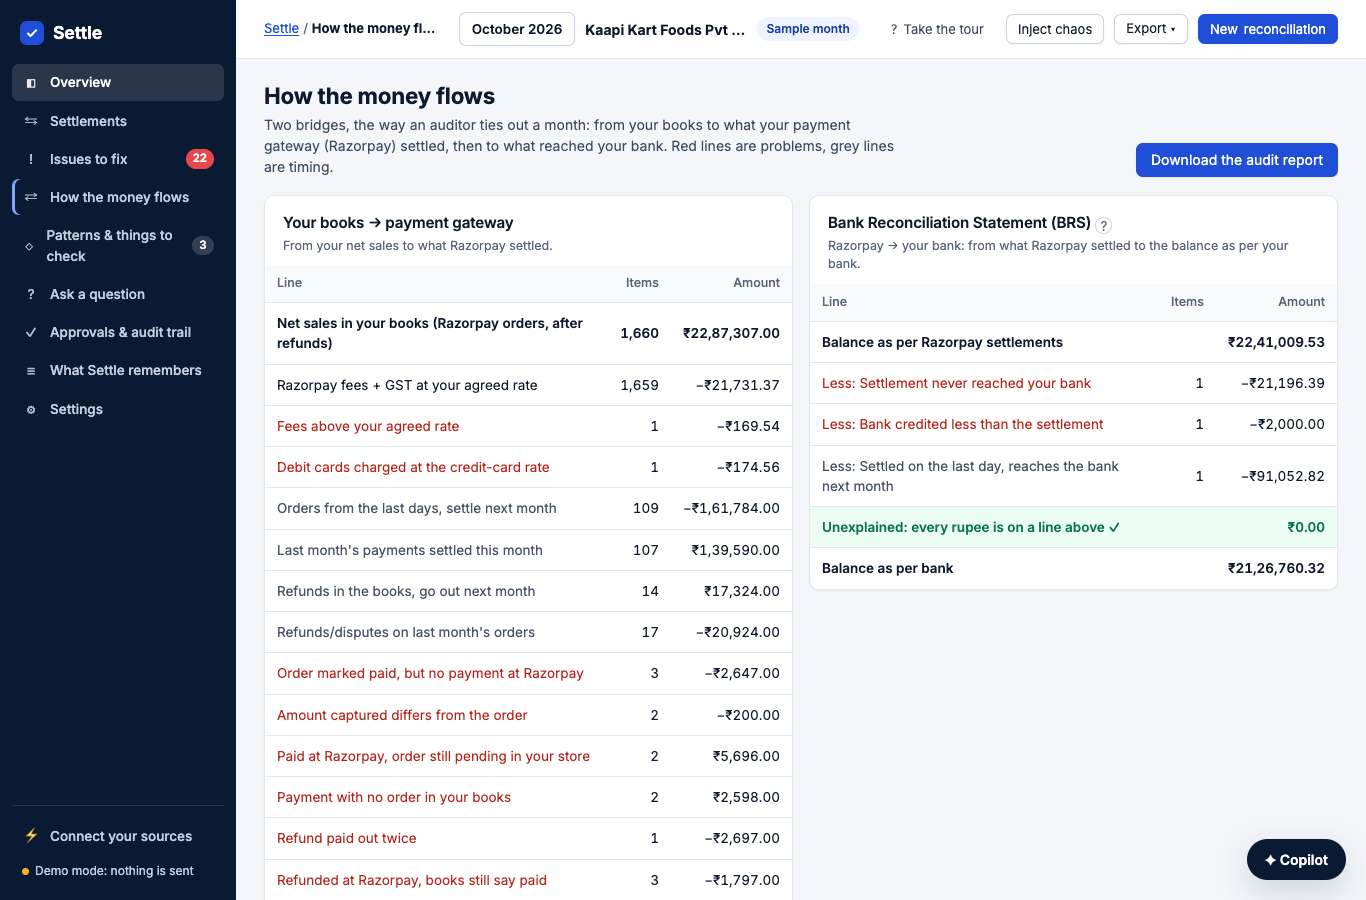 Settle
Overview
Settlements
Issues to fix 22
How the money flows
Patterns & things to check 3
Ask a question
Approvals & audit trail
What Settle remembers
Settings
Connect your sources
Demo mode: nothing is sent
Settle / How the money fl...
October 2026
Kaapi Kart Foods Pvt ...
Sample month
? Take the tour
Inject chaos
Export
New reconciliation
How the money flows
Two bridges, the way an auditor ties out a month: from your books to what your payment
gateway (Razorpay) settled, then to what reached your bank. Red lines are problems, grey lines
are timing.
Download the audit report
Your books → payment gateway
From your net sales to what Razorpay settled.
Line Items Amount
Net sales in your books (Razorpay orders, after refunds) 1,660 ₹22,87,307.00
Razorpay fees + GST at your agreed rate 1,659 −₹21,731.37
Fees above your agreed rate 1 −₹169.54
Debit cards charged at the credit-card rate 1 −₹174.56
Orders from the last days, settle next month 109 −₹1,61,784.00
Last month's payments settled this month 107 ₹1,39,590.00
Refunds in the books, go out next month 14 ₹17,324.00
Refunds/disputes on last month's orders 17 −₹20,924.00
Order marked paid, but no payment at Razorpay 3 −₹2,647.00
Amount captured differs from the order 2 −₹200.00
Paid at Razorpay, order still pending in your store 2 ₹5,696.00
Payment with no order in your books 2 ₹2,598.00
Refund paid out twice 1 −₹2,697.00
Refunded at Razorpay, books still say paid 3 −₹1,797.00
Bank Reconciliation Statement (BRS) ?
Razorpay → your bank: from what Razorpay settled to the balance as per your
bank.
Line Items Amount
Balance as per Razorpay settlements ₹22,41,009.53
Less: Settlement never reached your bank 1 −₹21,196.39
Less: Bank credited less than the settlement 1 −₹2,000.00
Less: Settled on the last day, reaches the bank next month 1 −₹91,052.82
Unexplained: every rupee is on a line above ✓ ₹0.00
Balance as per bank ₹21,26,760.32
✦ Copilot